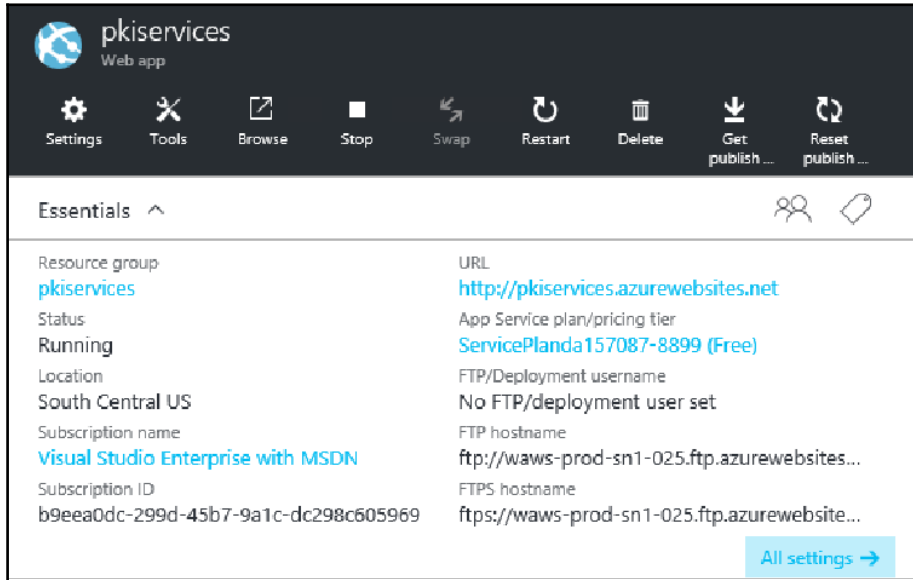 pkiservices
Web app
Settings
Tools
Browse
Stop
Swap
Restart
Delete
Get publish ...
Reset publish ...
Essentials
Resource group
pkiservices
Status
Running
Location
South Central US
Subscription name
Visual Studio Enterprise with MSDN
Subscription ID
b9eea0dc-299d-45b7-9a1c-dc298c605969
URL
http://pkiservices.azurewebsites.net
App Service plan/pricing tier
ServicePlanda157087-8899 (Free)
FTP/Deployment username
No FTP/deployment user set
FTP hostname
ftp://waws-prod-sn1-025.ftp.azurewebsites...
FTPS hostname
ftps://waws-prod-sn1-025.ftp.azurewebsite...
All settings